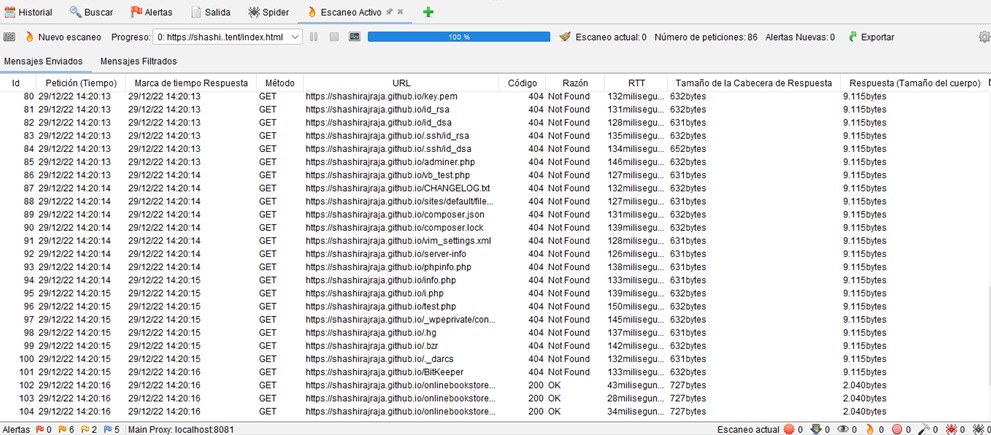 Historial Buscar Alertas Salida Spider Escaneo Activo
Nuevo escaneo Progreso: 0: https://shashi..tent/index.html 100 % Escaneo actual: 0 Número de peticiones: 86 Alertas Nuevas: 0 Exportar
Mensajes Enviados Mensajes Filtrados
Id Petición (Tiempo) Marca de tiempo Respuesta Método URL Código Razón RTT Tamaño de la Cabecera de Respuesta Respuesta (Tamaño del cuerpo)
80 29/12/22 14:20:13 29/12/22 14:20:13 GET https://shashirajraja.github.io/key.pem 404 Not Found 132milisegu... 632bytes 9.115bytes
81 29/12/22 14:20:13 29/12/22 14:20:13 GET https://shashirajraja.github.io/id_rsa 404 Not Found 131milisegu... 632bytes 9.115bytes
82 29/12/22 14:20:13 29/12/22 14:20:13 GET https://shashirajraja.github.io/id_dsa 404 Not Found 128milisegu... 631bytes 9.115bytes
83 29/12/22 14:20:13 29/12/22 14:20:13 GET https://shashirajraja.github.io/.ssh/id_rsa 404 Not Found 135milisegu... 632bytes 9.115bytes
84 29/12/22 14:20:13 29/12/22 14:20:13 GET https://shashirajraja.github.io/.ssh/id_dsa 404 Not Found 134milisegu... 652bytes 9.115bytes
85 29/12/22 14:20:13 29/12/22 14:20:13 GET https://shashirajraja.github.io/adminer.php 404 Not Found 146milisegu... 632bytes 9.115bytes
86 29/12/22 14:20:13 29/12/22 14:20:14 GET https://shashirajraja.github.io/vb_test.php 404 Not Found 127milisegu... 631bytes 9.115bytes
87 29/12/22 14:20:14 29/12/22 14:20:14 GET https://shashirajraja.github.io/CHANGELOG.txt 404 Not Found 132milisegu... 632bytes 9.115bytes
88 29/12/22 14:20:14 29/12/22 14:20:14 GET https://shashirajraja.github.io/sites/default/file... 404 Not Found 127milisegu... 631bytes 9.115bytes
89 29/12/22 14:20:14 29/12/22 14:20:14 GET https://shashirajraja.github.io/composer.json 404 Not Found 131milisegu... 632bytes 9.115bytes
90 29/12/22 14:20:14 29/12/22 14:20:14 GET https://shashirajraja.github.io/composer.lock 404 Not Found 139milisegu... 632bytes 9.115bytes
91 29/12/22 14:20:14 29/12/22 14:20:14 GET https://shashirajraja.github.io/vim_settings.xml 404 Not Found 128milisegu... 631bytes 9.115bytes
92 29/12/22 14:20:14 29/12/22 14:20:14 GET https://shashirajraja.github.io/server-info 404 Not Found 126milisegu... 631bytes 9.115bytes
93 29/12/22 14:20:14 29/12/22 14:20:14 GET https://shashirajraja.github.io/phpinfo.php 404 Not Found 138milisegu... 631bytes 9.115bytes
94 29/12/22 14:20:14 29/12/22 14:20:15 GET https://shashirajraja.github.io/info.php 404 Not Found 133milisegu... 631bytes 9.115bytes
95 29/12/22 14:20:15 29/12/22 14:20:15 GET https://shashirajraja.github.io/i.php 404 Not Found 139milisegu... 632bytes 9.115bytes
96 29/12/22 14:20:15 29/12/22 14:20:15 GET https://shashirajraja.github.io/test.php 404 Not Found 150milisegu... 632bytes 9.115bytes
97 29/12/22 14:20:15 29/12/22 14:20:15 GET https://shashirajraja.github.io/_wpeprivate/con... 404 Not Found 145milisegu... 632bytes 9.115bytes
98 29/12/22 14:20:15 29/12/22 14:20:15 GET https://shashirajraja.github.io/.hg 404 Not Found 137milisegu... 631bytes 9.115bytes
99 29/12/22 14:20:15 29/12/22 14:20:15 GET https://shashirajraja.github.io/.bzr 404 Not Found 142milisegu... 632bytes 9.115bytes
100 29/12/22 14:20:15 29/12/22 14:20:15 GET https://shashirajraja.github.io/._darcs 404 Not Found 132milisegu... 631bytes 9.115bytes
101 29/12/22 14:20:15 29/12/22 14:20:16 GET https://shashirajraja.github.io/BitKeeper 404 Not Found 133milisegu... 632bytes 9.115bytes
102 29/12/22 14:20:16 29/12/22 14:20:16 GET https://shashirajraja.github.io/onlinebookstore... 200 OK 43milisegun... 727bytes 2.040bytes
103 29/12/22 14:20:16 29/12/22 14:20:16 GET https://shashirajraja.github.io/onlinebookstore... 200 OK 28milisegun... 727bytes 2.040bytes
104 29/12/22 14:20:16 29/12/22 14:20:16 GET https://shashirajraja.github.io/onlinebookstore... 200 OK 34milisegun... 727bytes 2.040bytes
Alertas 0 6 2 5 Main Proxy: localhost:8081 Escaneo actual 0 0 0 0 0 0 0 0